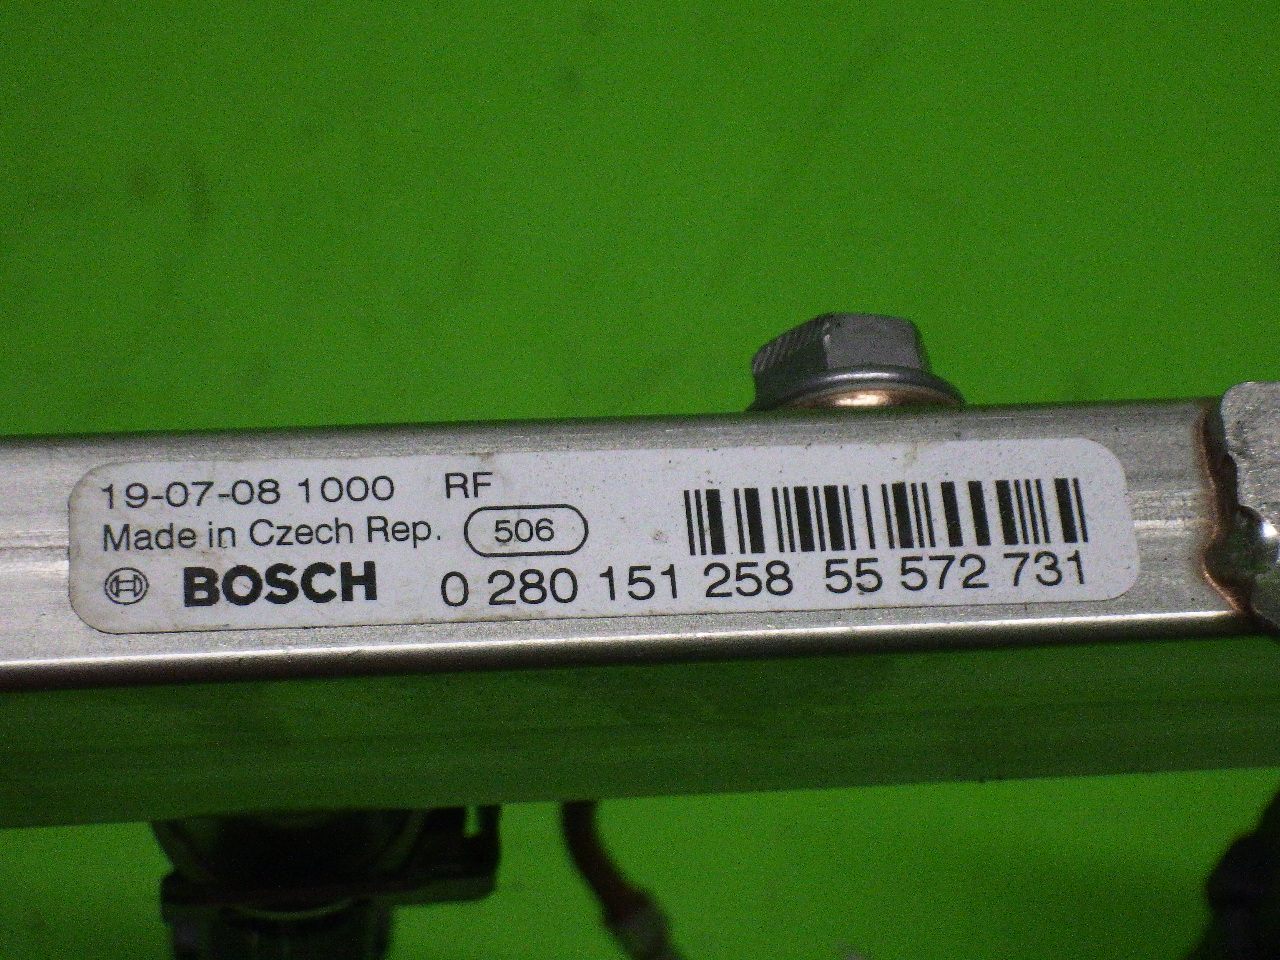 19-07-08 1000 RF
Made in Czech Rep. 506
BOSCH 0 280 151 258 55 572 731